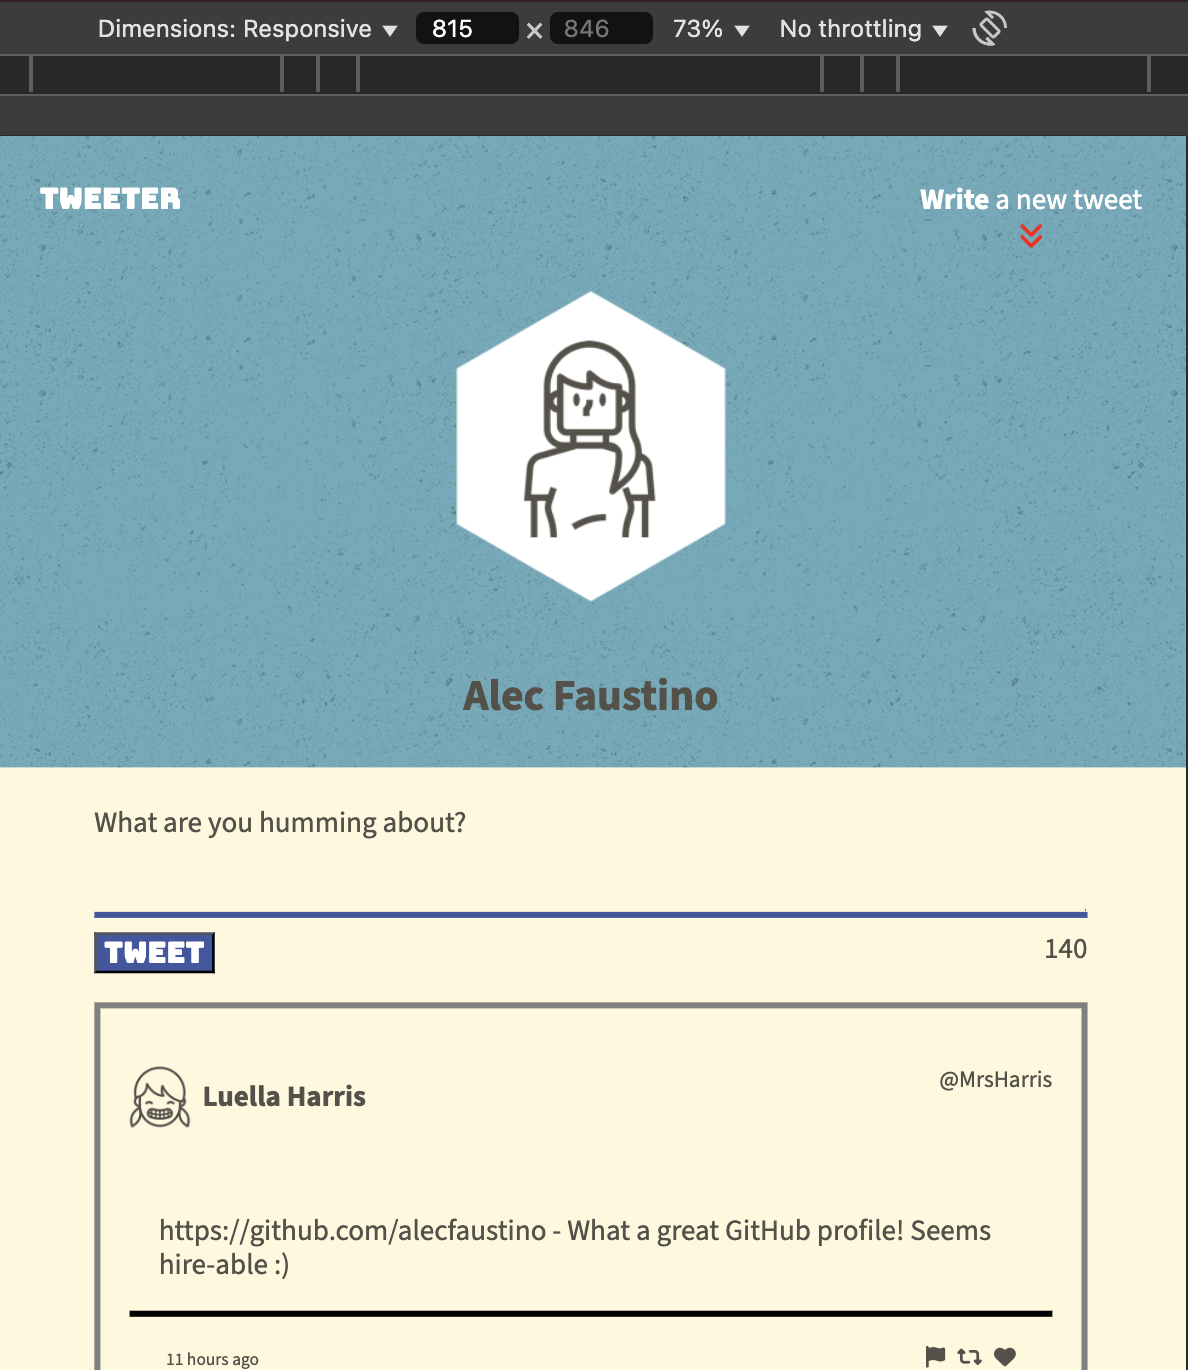 Dimensions: Responsive ▼ 815 × 846 73% ▼ No throttling ▼
TWEETER
Write a new tweet
Alec Faustino
What are you humming about?
TWEET
140
Luella Harris
@MrsHarris
https://github.com/alecfaustino - What a great GitHub profile! Seems
hire-able :)
11 hours ago